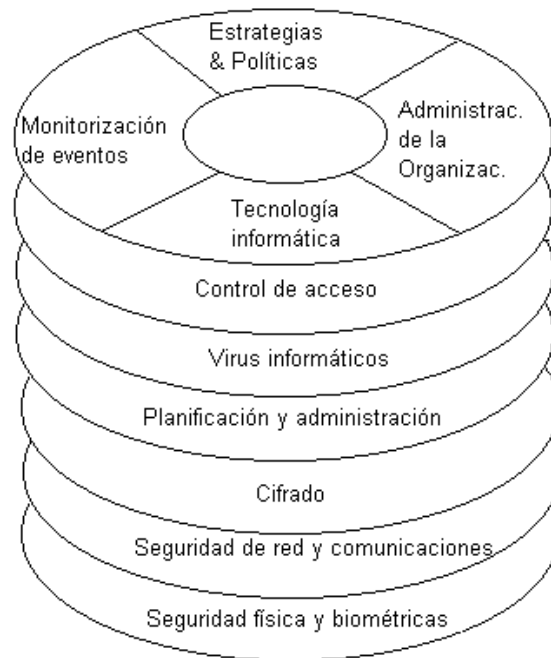 Estrategias
& Políticas
Monitorización
de eventos
Administrac.
de la
Organizac.
Tecnología
informática
Control de acceso
Virus informáticos
Planificación y administración
Cifrado
Seguridad de red y comunicaciones
Seguridad física y biométricas